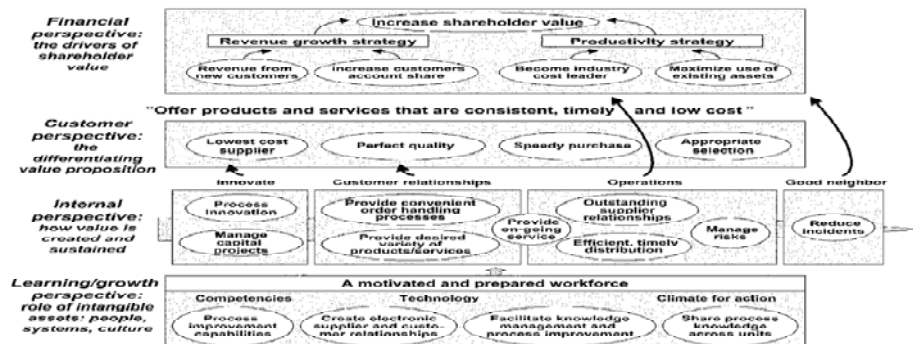 Financial
perspective:
the drivers of
shareholder
value
Increase shareholder value
Revenue growth strategy
Productivity strategy
Revenue from
new customers
Increase customers
account share
Become industry
cost leader
Maximize use of
existing assets
"Offer products and services that are consistent, timely and low cost"
Customer
perspective:
the
differentiating
value proposition
Lowest cost
supplier
Perfect quality
Speedy purchase
Appropriate
selection
Internal
perspective:
how value is
created and
sustained
Innovate
Process
innovation
Manage
capital
projects
Customer relationships
Provide convenient
order handling
processes
Provide desired
variety of
products/services
Provide
on-going
service
Operations
Outstanding
supplier
relationships
Efficient, timely
distribution
Manage
risks
Good neighbor
Reduce
incidents
Learning/growth
perspective:
role of intangible
assets: people,
systems, culture
A motivated and prepared workforce
Competencies
Process
improvement
capabilities
Technology
Create electronic
supplier and custo-
mer relationships
Facilitate knowledge
management and
process improvement
Climate for action
Share process
knowledge
across units